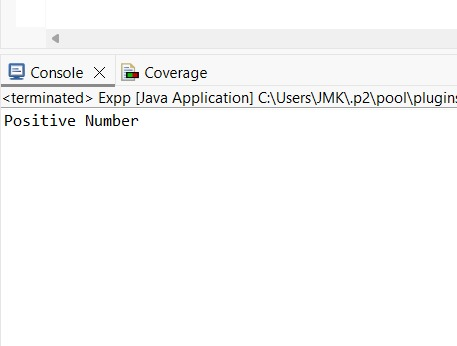 Console Coverage
<terminated> Expp [Java Application] C:\Users\JMK\.p2\pool\plugins
Positive Number